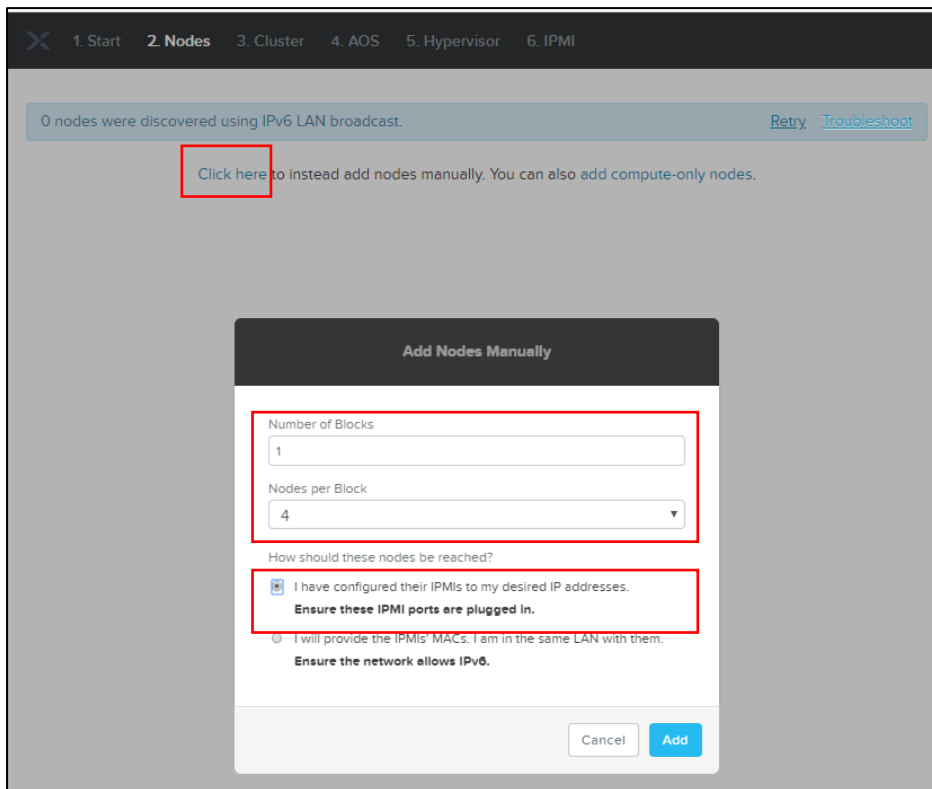 1. Start 2. Nodes 3. Cluster 4. AOS 5. Hypervisor 6. IPMI
0 nodes were discovered using IPv6 LAN broadcast. Retry Troubleshoot
Click here to instead add nodes manually. You can also add compute-only nodes.
Add Nodes Manually
Number of Blocks
1
Nodes per Block
4
How should these nodes be reached?
I have configured their IPMIs to my desired IP addresses.
Ensure these IPMI ports are plugged in.
I will provide the IPMIs' MACs. I am in the same LAN with them.
Ensure the network allows IPv6.
Cancel Add